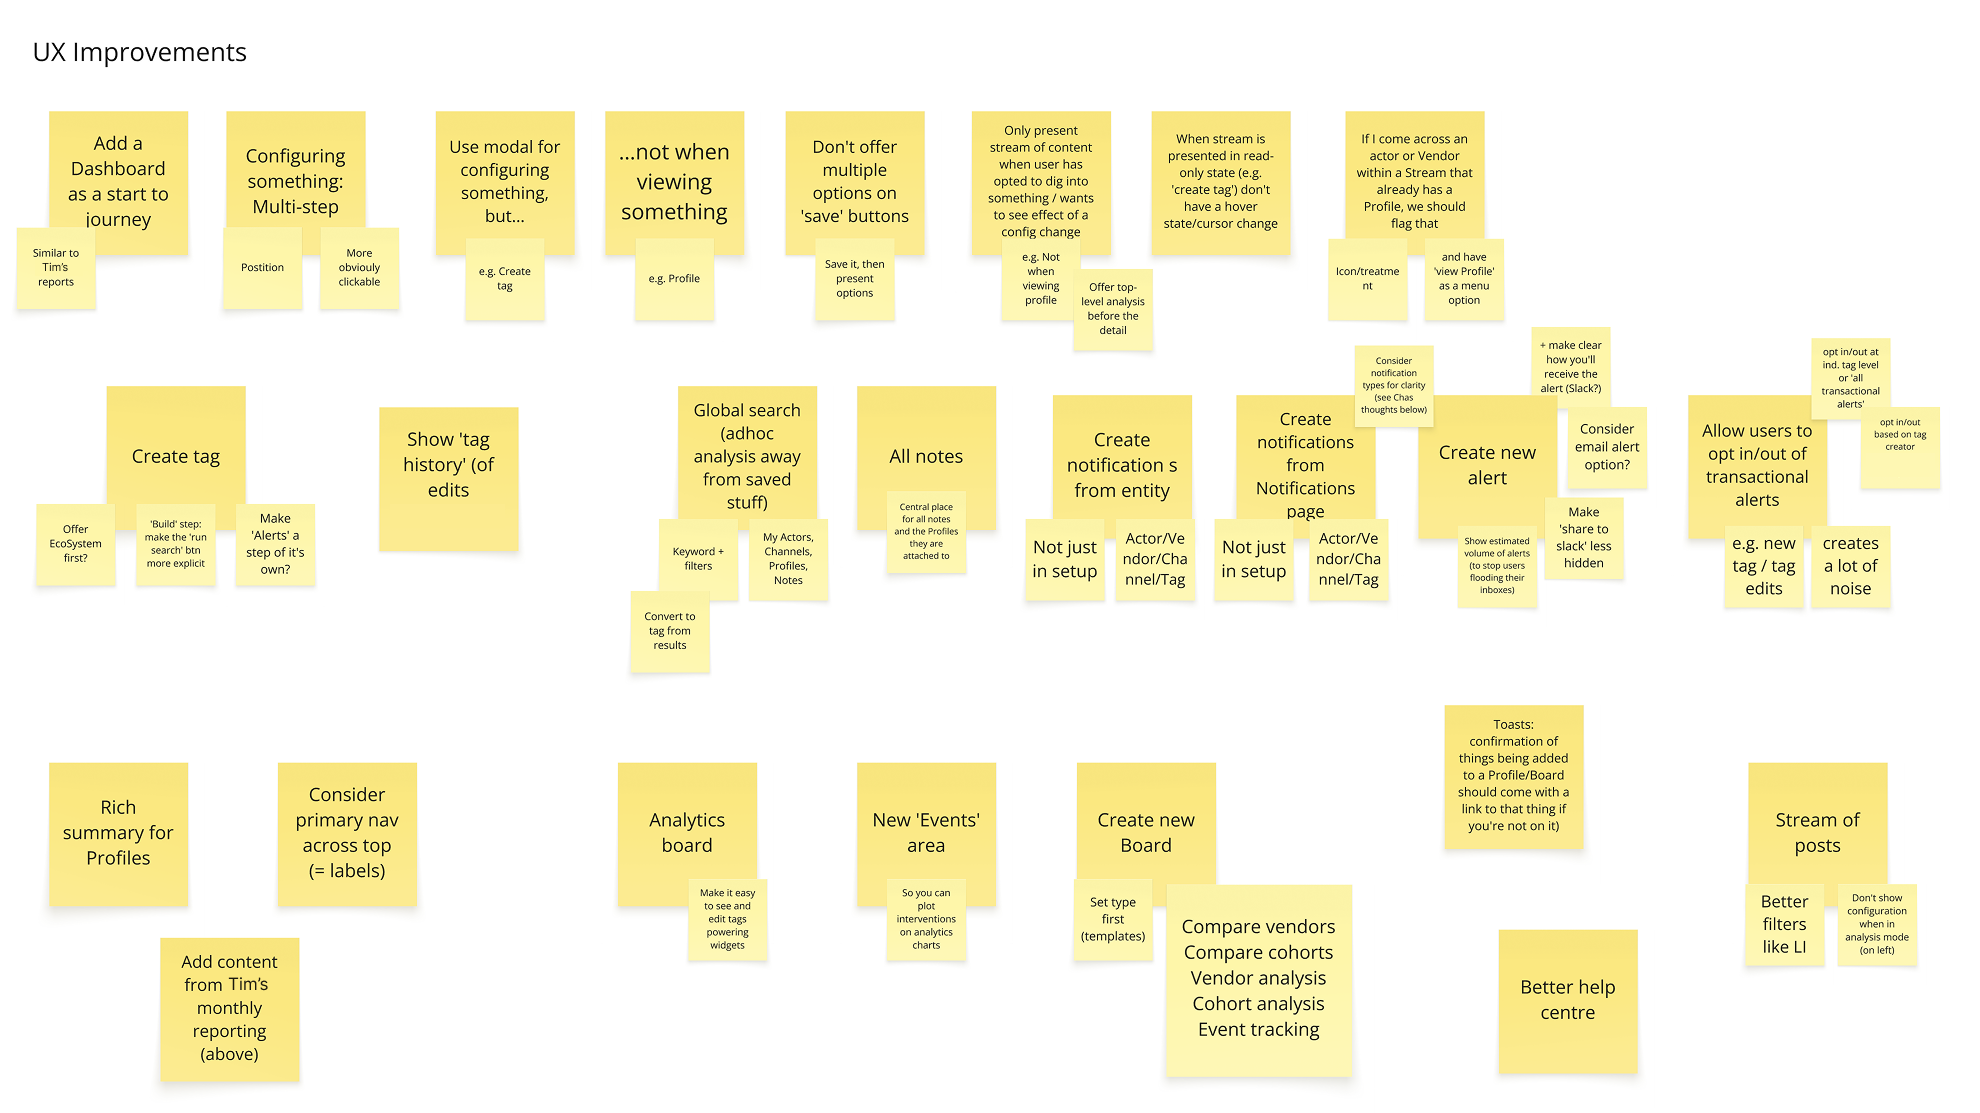 UX Improvements
Add a
Dashboard
as a start to
journey
Similar to
Tim's
reports
Configuring
something:
Multi-step
Postition
More
obviouly
clickable
Use modal for
configuring
something,
but...
e.g. Create
tag
...not when
viewing
something
e.g. Profile
Don't offer
multiple
options on
'save' buttons
Save it, then
present
options
Only present
stream of content
when user has
opted to dig into
something / wants
to see effect of a
config change
e.g. Not
when
viewing
profile
Offer top-
level analysis
before the
detail
When stream is
presented in read-
only state (e.g.
'create tag') don't
have a hover
state/cursor change
If I come across an
actor or Vendor
within a Stream that
already has a
Profile, we should
flag that
Icon/treatme
nt
and have
'view Profile'
as a menu
option
Create tag
Offer
EcoSystem
first?
'Build' step:
make the 'run
search' btn
more explicit
Make
'Alerts' a
step of it's
own?
Show 'tag
history' (of
edits
Global search
(adhoc
analysis away
from saved
stuff)
Keyword +
filters
My Actors,
Channels,
Profiles,
Notes
Convert to
tag from
results
All notes
Central place
for all notes
and the Profiles
they are
attached to
Create
notification s
from entity
Not just
in setup
Actor/Ve
ndor/Cha
nnel/Tag
Create
notifications
from
Notifications
page
Not just
in setup
Actor/Ve
ndor/Cha
nnel/Tag
Consider
notification
types for clarity
(see Chas
thoughts below)
Create new
alert
+ make clear
how you'll
receive the
alert (Slack?)
Consider
email alert
option?
Make
'share to
slack' less
hidden
Show estimated
volume of alerts
(to stop users
flooding their
inboxes)
Allow users to
opt in/out of
transactional
alerts
opt in/out at
ind. tag level
or 'all
transactional
alerts'
opt in/out
based on tag
creator
e.g. new
tag / tag
edits
creates
a lot of
noise
Rich
summary for
Profiles
Consider
primary nav
across top
(= labels)
Add content
from Tim's
monthly
reporting
(above)
Analytics
board
Make it easy
to see and
edit tags
powering
widgets
New 'Events'
area
So you can
plot
interventions
on analytics
charts
Create new
Board
Set type
first
(templates)
Compare vendors
Compare cohorts
Vendor analysis
Cohort analysis
Event tracking
Toasts:
confirmation of
things being added
to a Profile/Board
should come with a
link to that thing if
you're not on it)
Better help
centre
Stream of
posts
Better
filters
like LI
Don't show
configuration
when in
analysis mode
(on left)